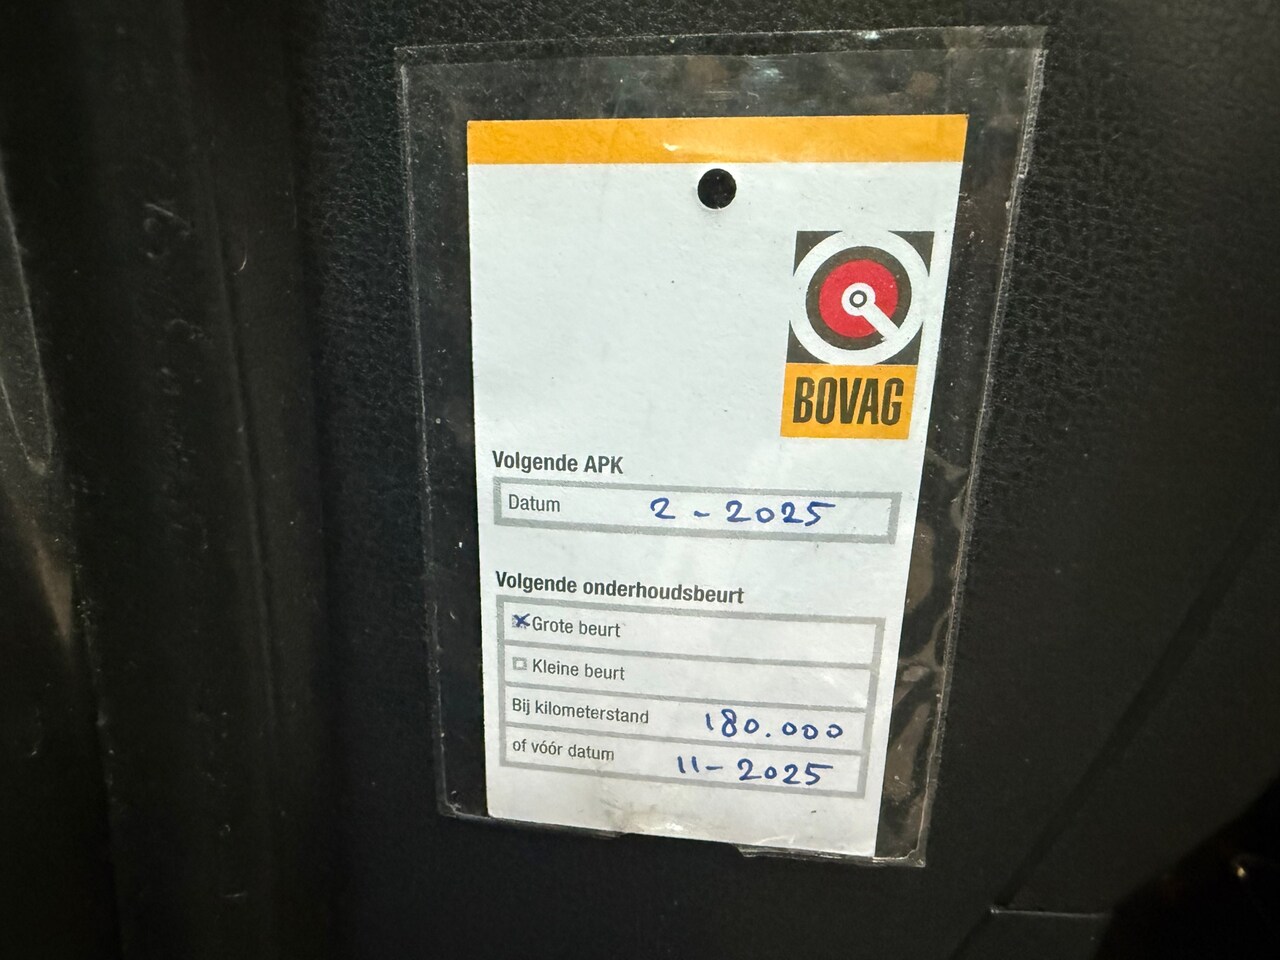 BOVAG
Volgende APK
Datum 2 - 2025
Volgende onderhoudsbeurt
Grote beurt
Kleine beurt
Bij kilometerstand 180.000
of vóór datum 11 - 2025